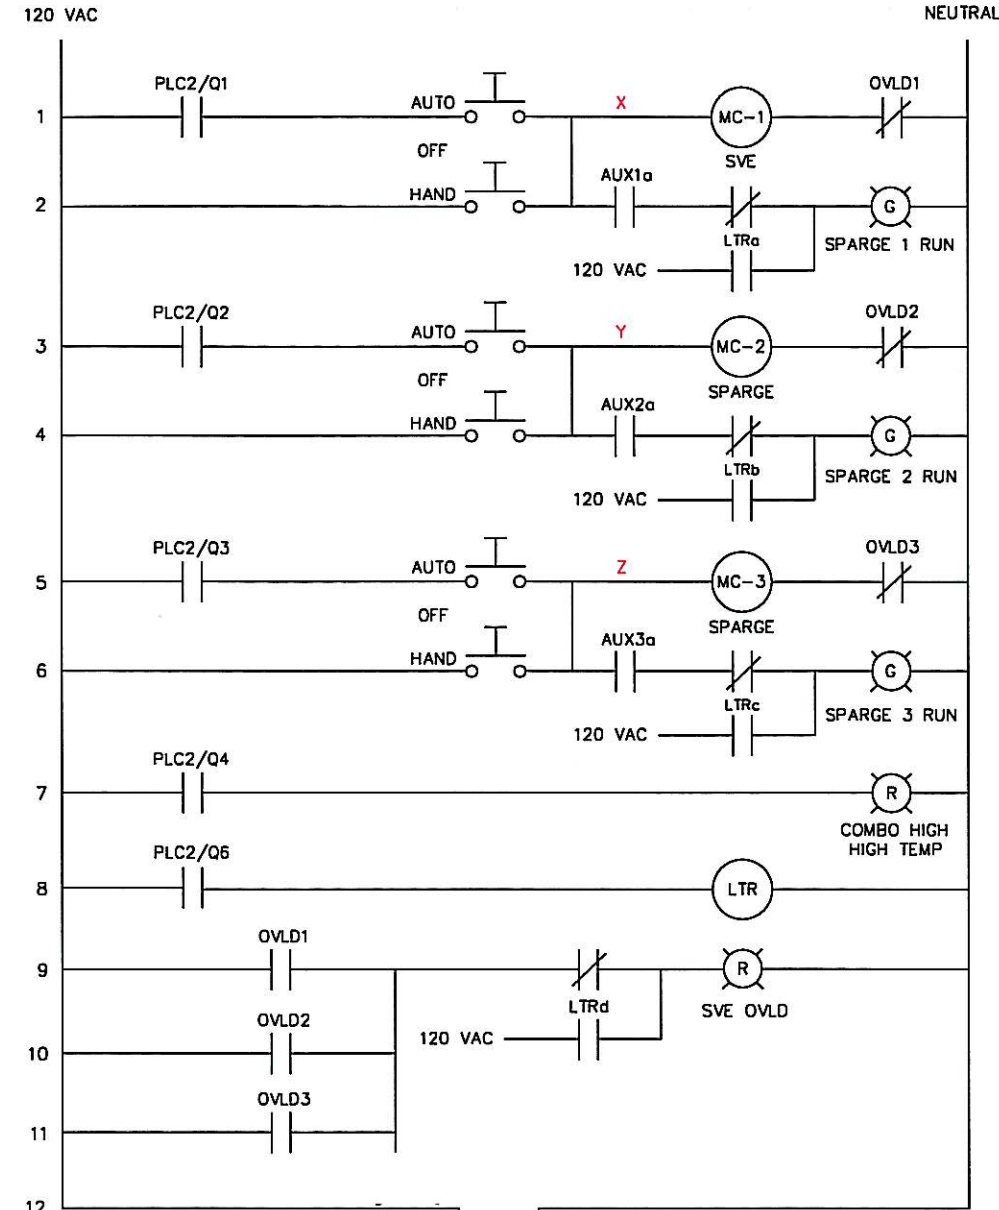 120 VAC NEUTRAL
PLC2/Q1 AUTO X OVLD1
1 MC-1
OFF SVE
HAND AUX1a
2 G
LTRa SPARGE 1 RUN
120 VAC
PLC2/Q2 AUTO Y OVLD2
3 MC-2
OFF SPARGE
HAND AUX2a
4 G
LTRb SPARGE 2 RUN
120 VAC
PLC2/Q3 AUTO Z OVLD3
5 MC-3
OFF SPARGE
HAND AUX3a
6 G
LTRc SPARGE 3 RUN
120 VAC
PLC2/Q4
7 R
COMBO HIGH
HIGH TEMP
PLC2/Q6
8 LTR
OVLD1
9 R
OVLD2 LTRd SVE OVLD
10 120 VAC
OVLD3
11
12